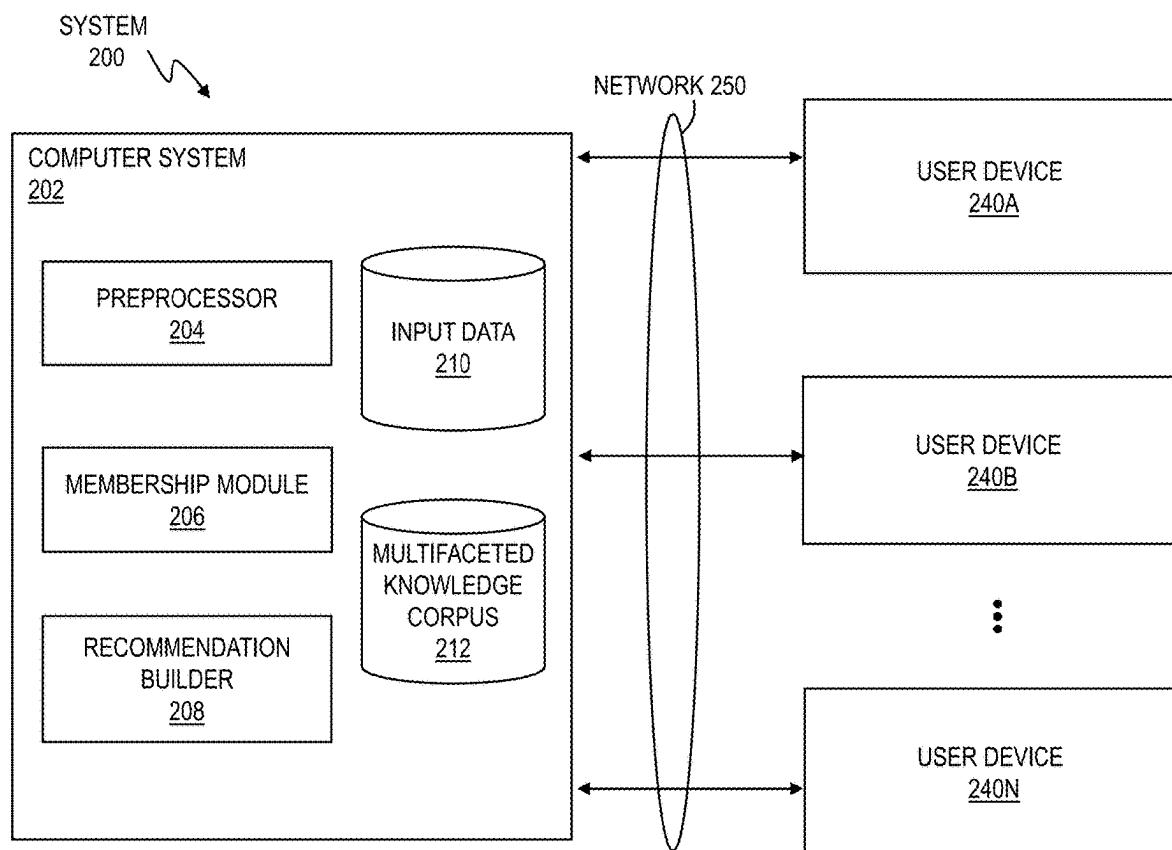 SYSTEM
200
NETWORK 250
COMPUTER SYSTEM
202
PREPROCESSOR
204
INPUT DATA
210
MEMBERSHIP MODULE
206
MULTIFACETED
KNOWLEDGE
CORPUS
212
RECOMMENDATION
BUILDER
208
USER DEVICE
240A
USER DEVICE
240B
USER DEVICE
240N